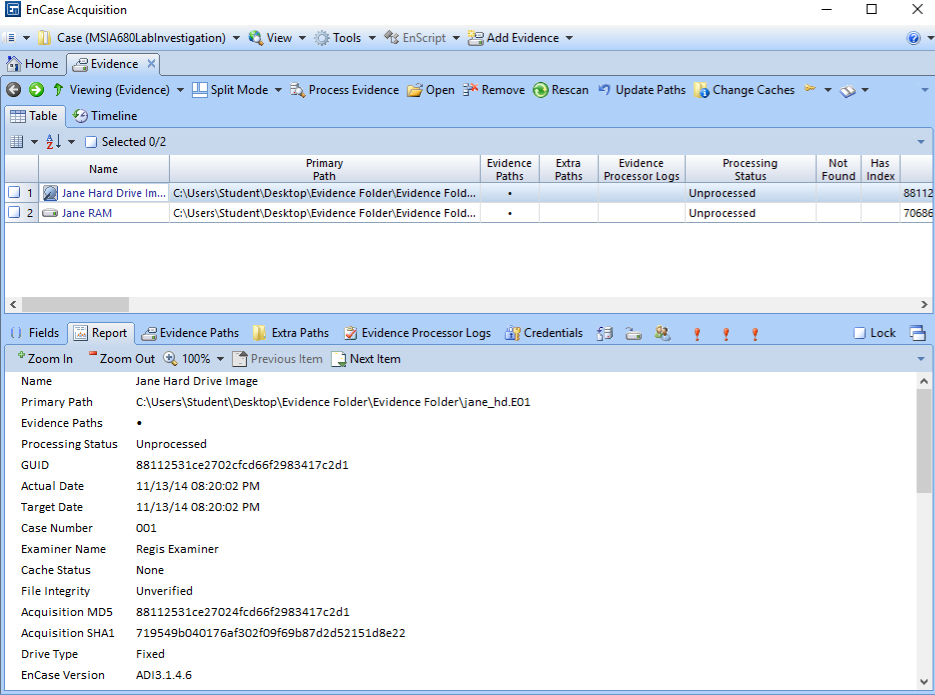 EnCase Acquisition
Case (MSIA680LabInvestigation) View Tools EnScript Add Evidence
Home Evidence
Viewing (Evidence) Split Mode Process Evidence Open Remove Rescan Update Paths Change Caches
Table Timeline
Selected 0/2
Name Primary Path Evidence Paths Extra Paths Evidence Processor Logs Processing Status Not Found Has Index
1 Jane Hard Drive Im... C:\Users\Student\Desktop\Evidence Folder\Evidence Fold... • Unprocessed 88112
2 Jane RAM C:\Users\Student\Desktop\Evidence Folder\Evidence Fold... • Unprocessed 70686
Fields Report Evidence Paths Extra Paths Evidence Processor Logs Credentials Lock
Zoom In Zoom Out 100% Previous Item Next Item
Name Jane Hard Drive Image
Primary Path C:\Users\Student\Desktop\Evidence Folder\Evidence Folder\jane_hd.E01
Evidence Paths •
Processing Status Unprocessed
GUID 88112531ce2702cfcd66f2983417c2d1
Actual Date 11/13/14 08:20:02 PM
Target Date 11/13/14 08:20:02 PM
Case Number 001
Examiner Name Regis Examiner
Cache Status None
File Integrity Unverified
Acquisition MD5 88112531ce27024fcd66f2983417c2d1
Acquisition SHA1 719549b040176af302f09f69b87d2d52151d8e22
Drive Type Fixed
EnCase Version ADI3.1.4.6